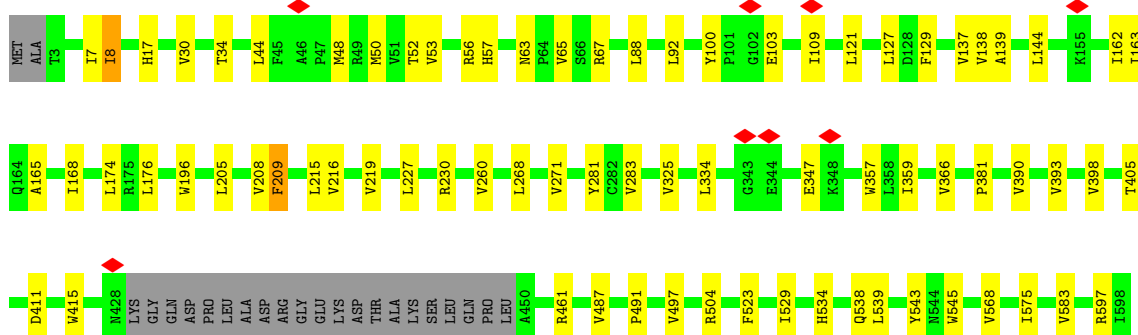 MET ALA T3 I7 I8 H17 V30 T34 L44 F45 A46 P47 M48 R49 M50 V51 T52 V53 R56 H57 N63 P64 V65 S66 R67 L88 L92 Y100 P101 G102 E103 I109 L121 L127 D128 F129 V137 V138 A139 L144 K155 I162 I163
Q164 A165 I168 L174 R175 L176 W196 L205 V208 F209 L215 V216 V219 L227 R230 V260 L268 V271 Y281 C282 V283 V325 L334 G343 E344 E347 K348 W357 L358 I359 V366 P381 V390 V393 V398 T405
D411 W415 N428 LYS GLY GLN ASP PRO LEU ALA ASP ARG GLY GLU LYS ASP THR ALA LYS SER LEU GLN PRO LEU A450 R461 V487 P491 V497 R504 F523 I529 H534 Q538 L539 Y543 N544 W545 V568 I575 V583 R597 I598